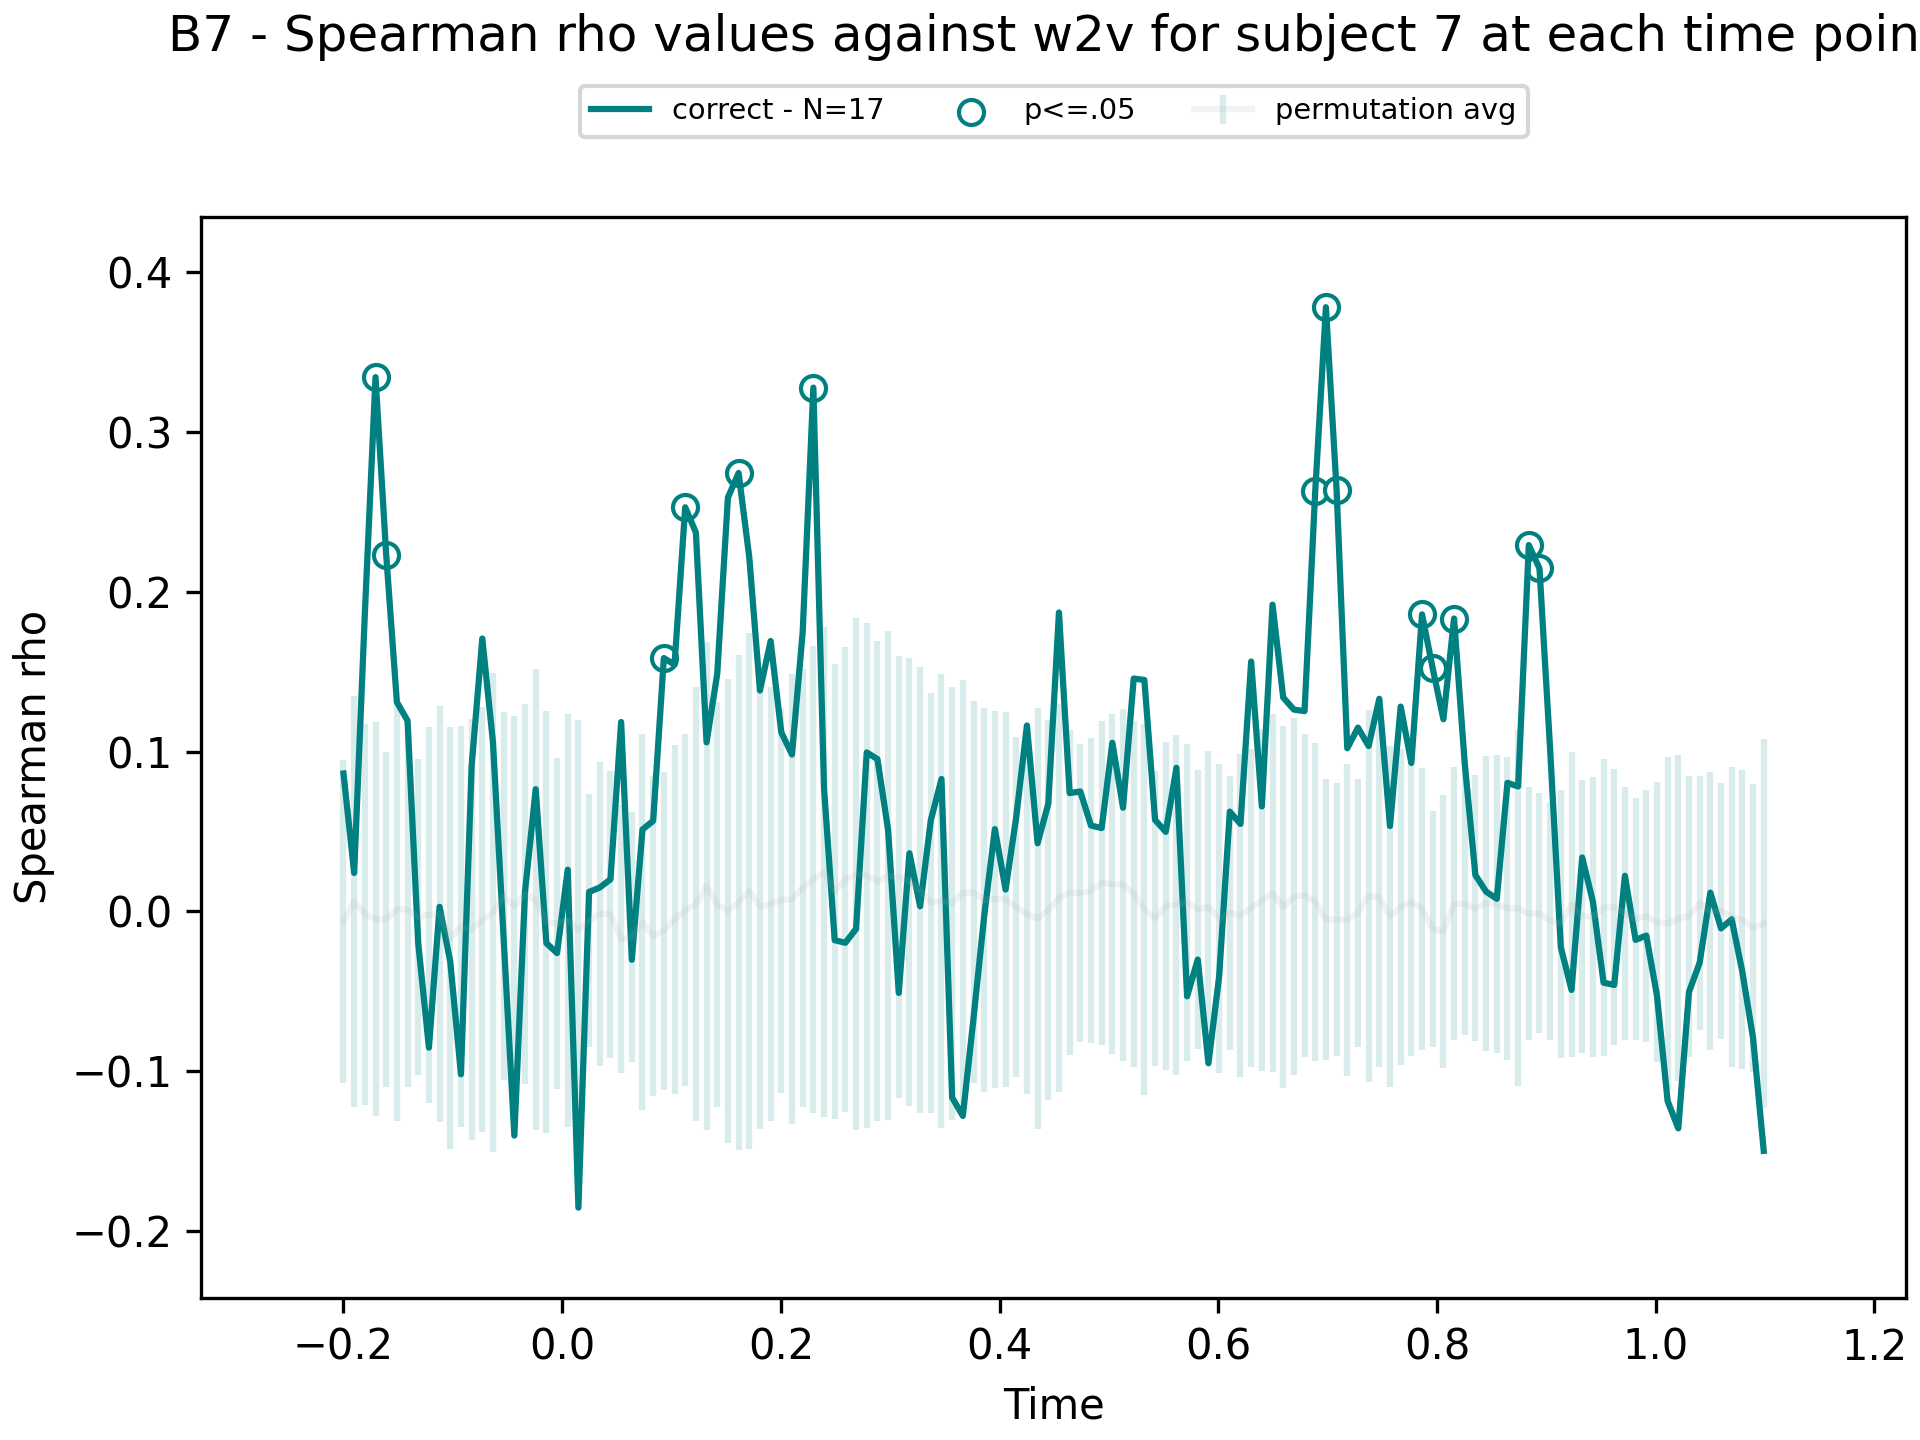 B7 - Spearman rho values against w2v for subject 7 at each time poin
correct - N=17
p<=.05
permutation avg
Spearman rho
0.4
0.3
0.2
0.1
0.0
−0.1
−0.2
−0.2
0.0
0.2
0.4
0.6
0.8
1.0
1.2
Time